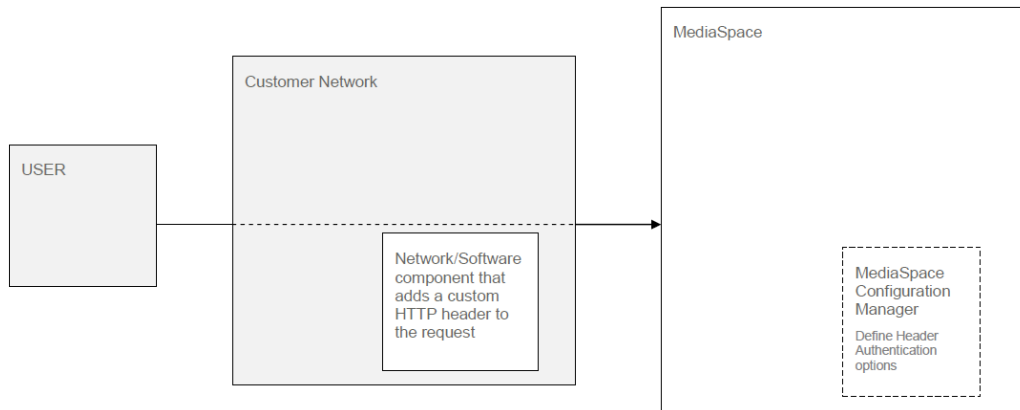 MediaSpace
Customer Network
USER
Network/Software
component that
adds a custom
HTTP header to
the request
MediaSpace
Configuration
Manager
Define Header
Authentication
options